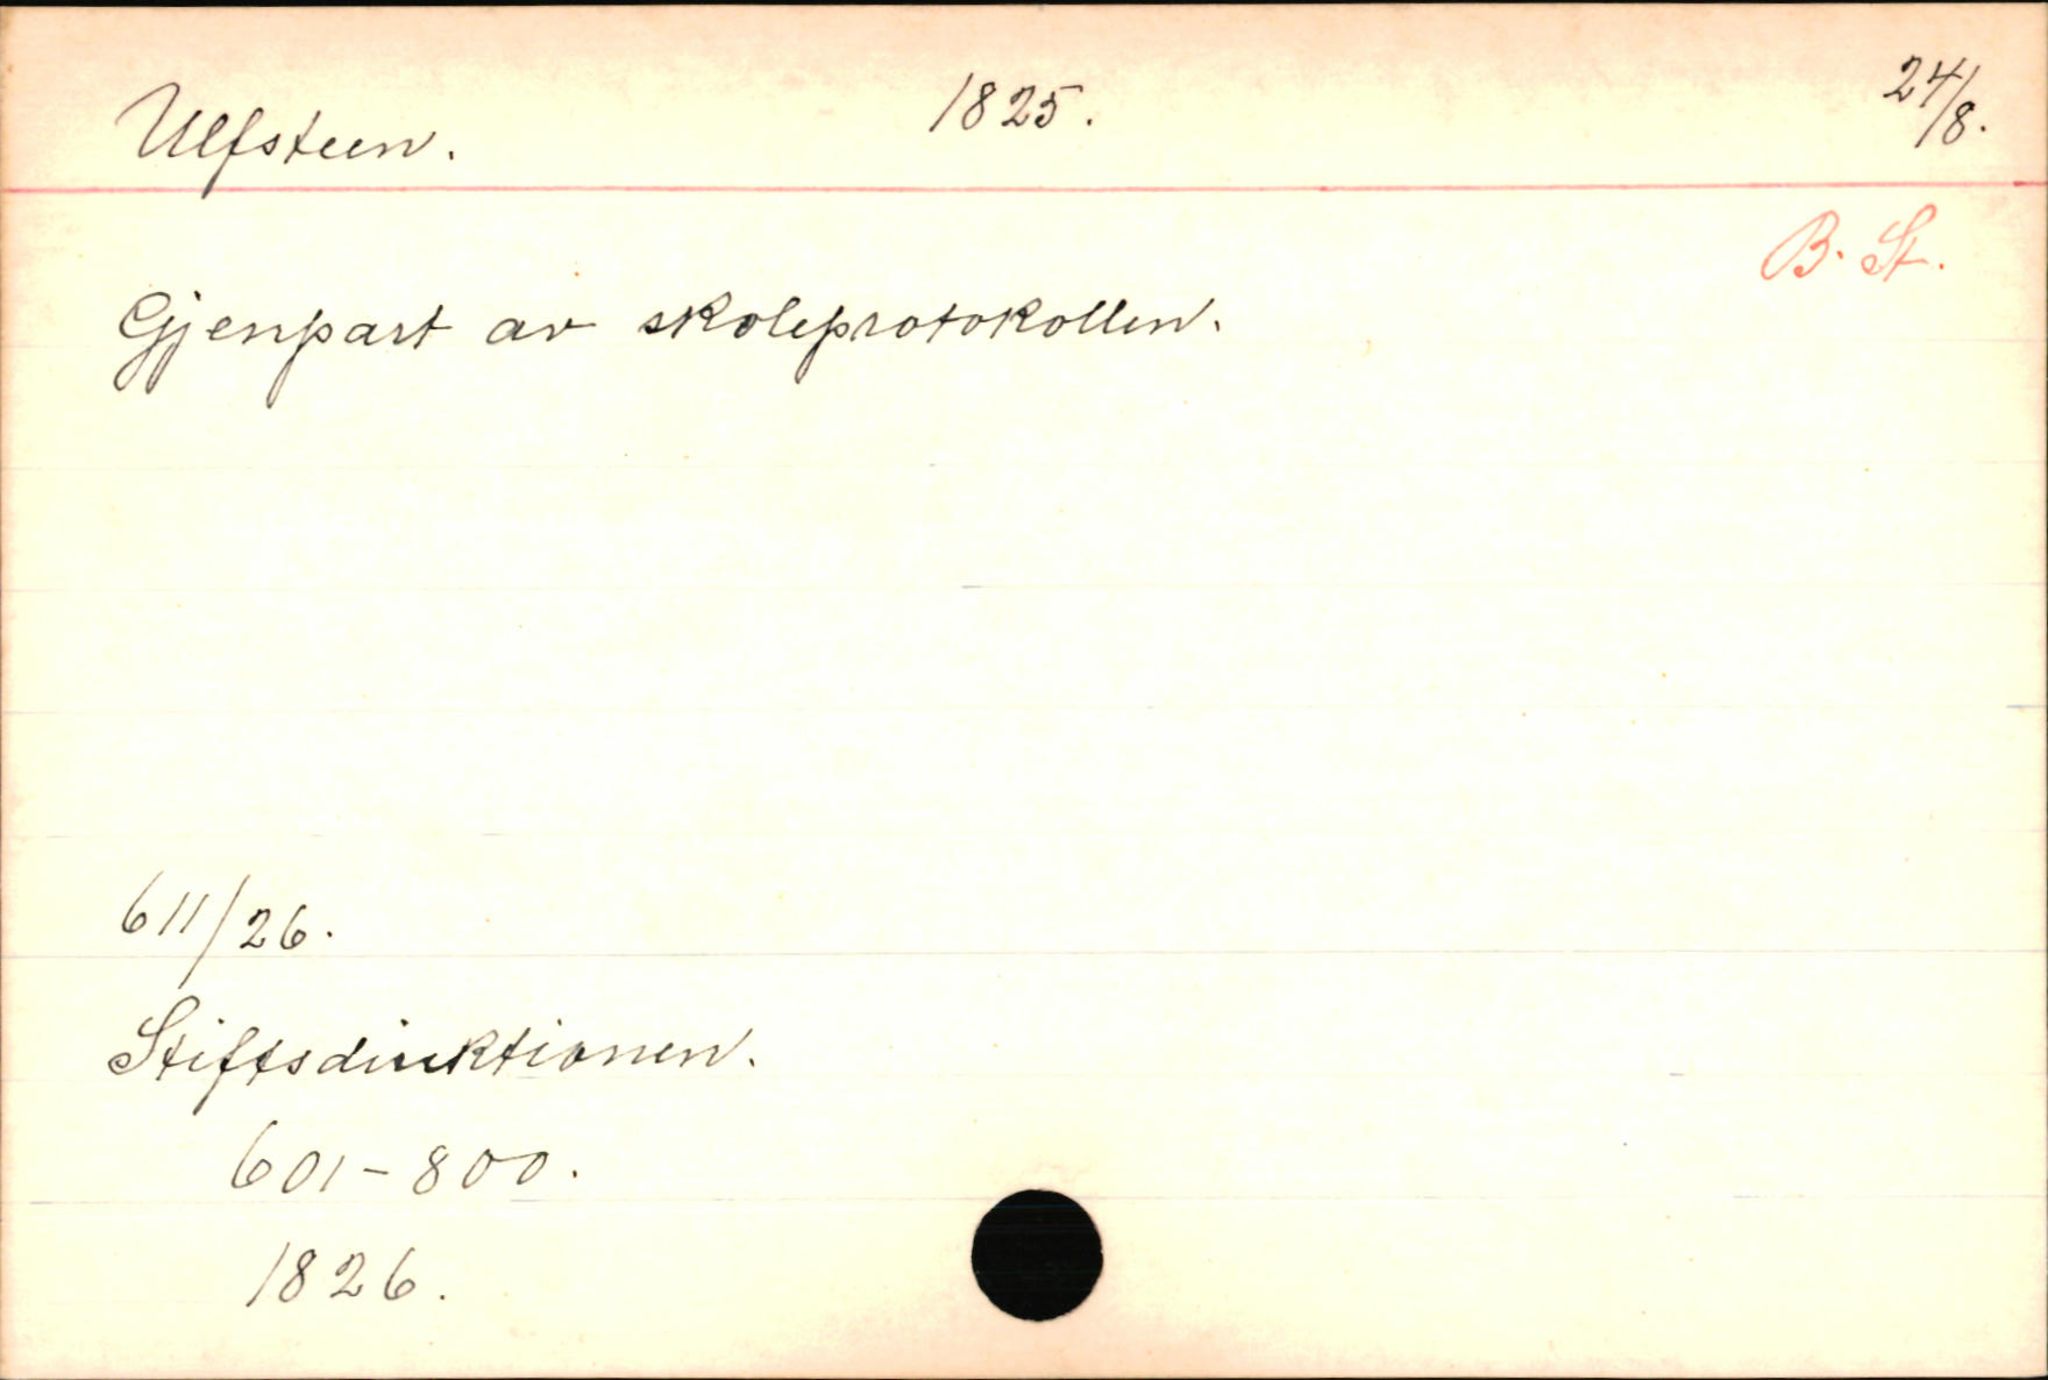 Ulfsteen. 1825. 24/8.
B. St.
Gjenpart av skoleprotokollen.
611/26.
Stiftsdirektionen.
601-800.
1826.